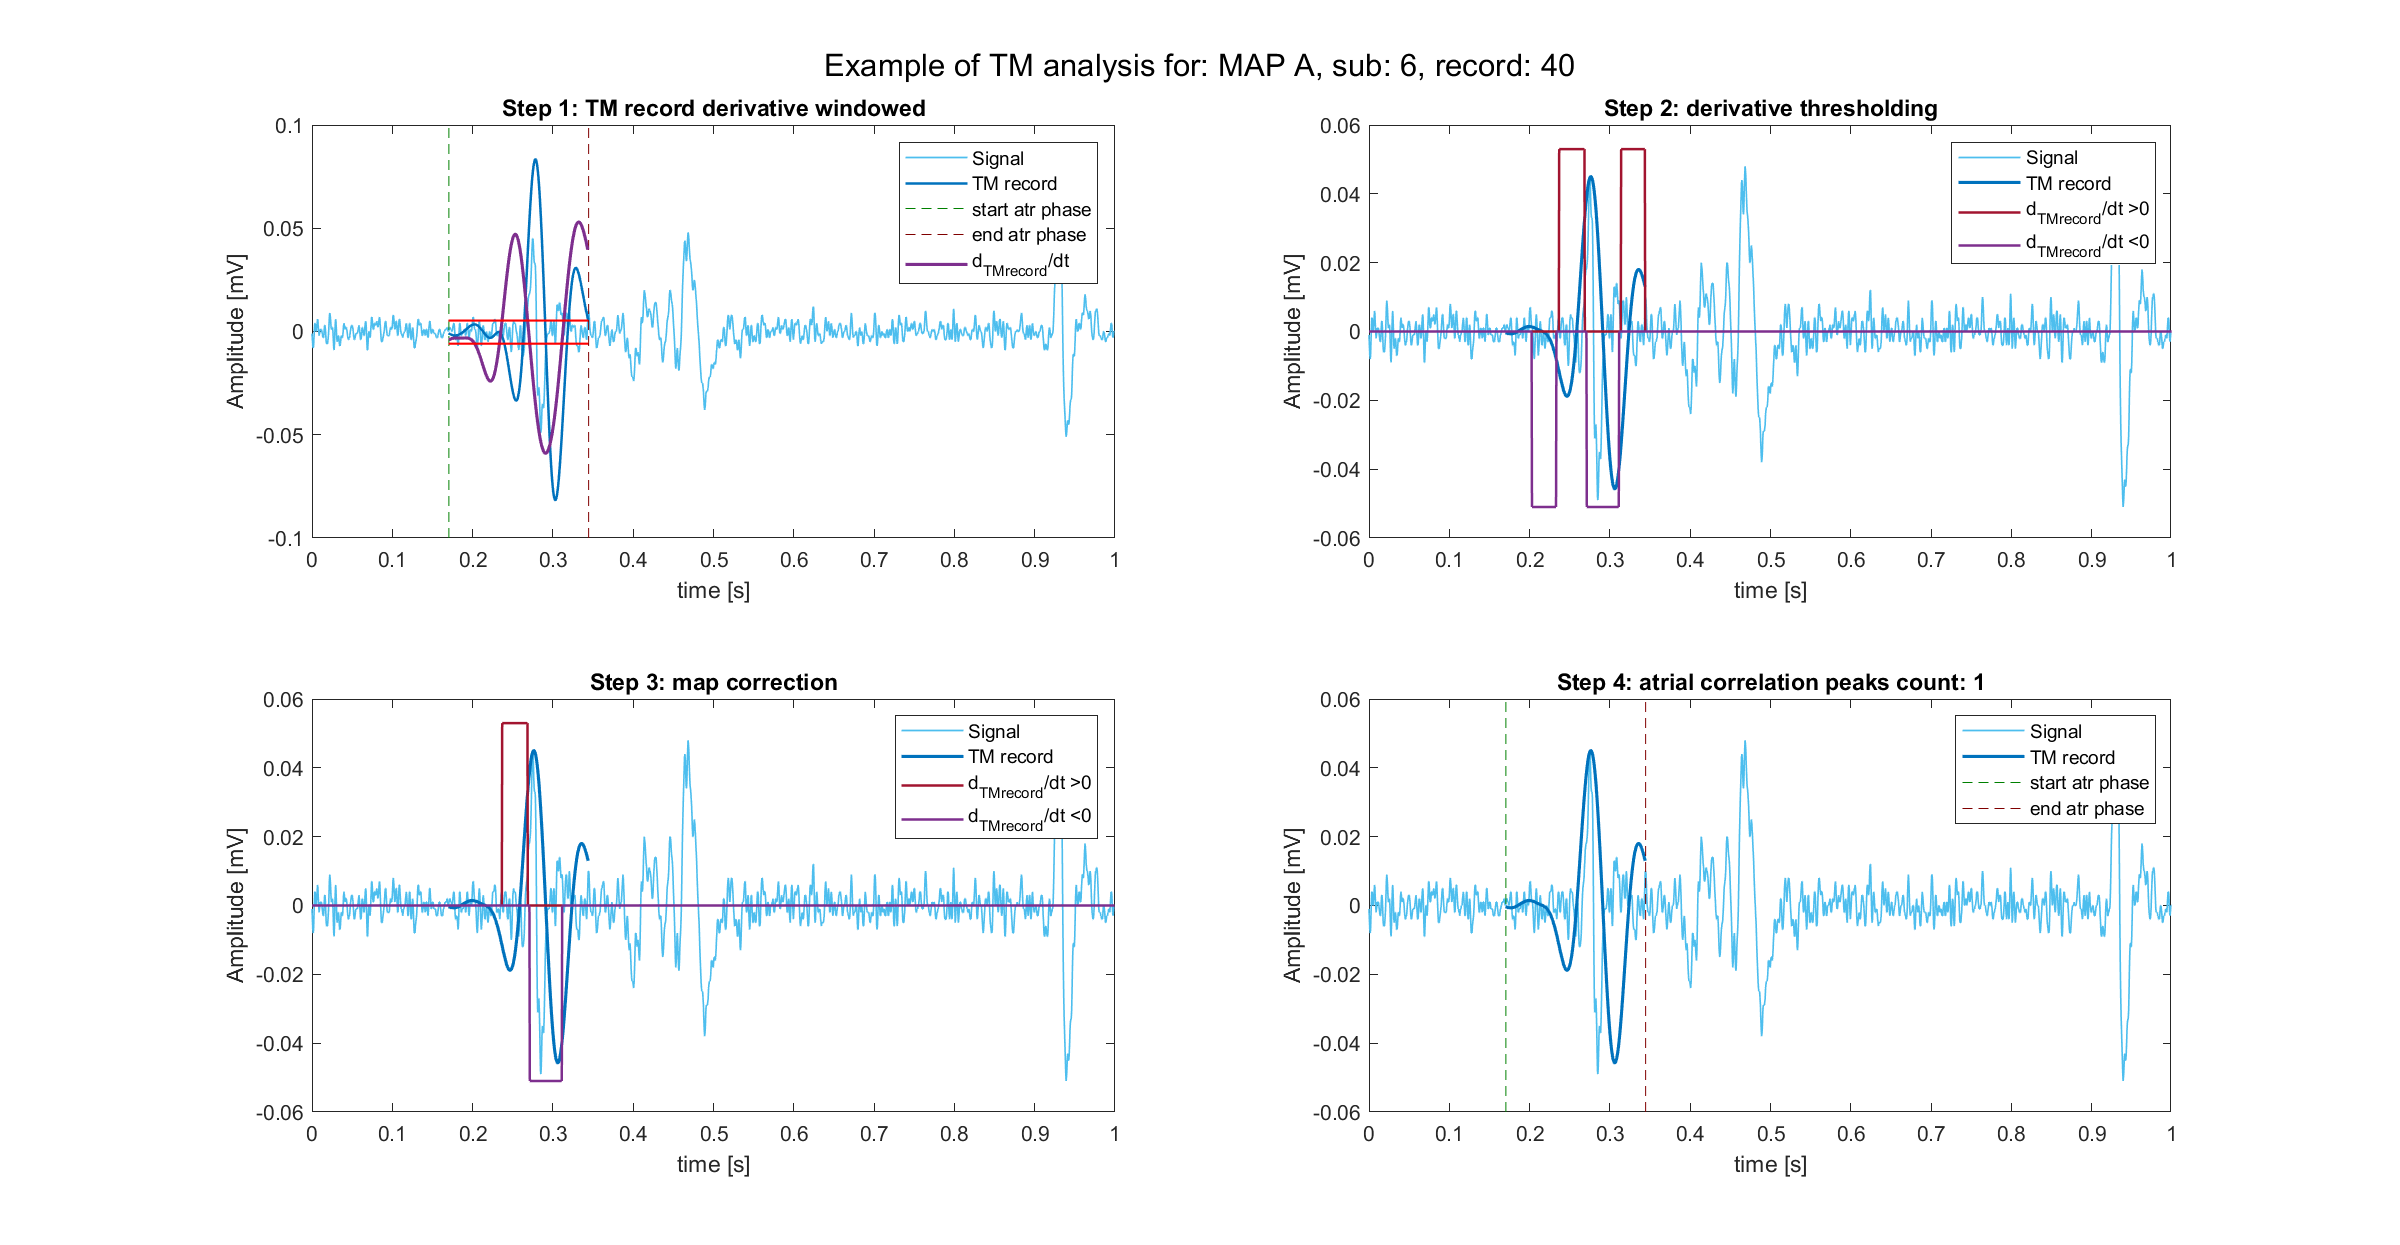 Example of TM analysis for: MAP A, sub: 6, record: 40
Step 1: TM record derivative windowed
0.1
0.05
0
-0.05
-0.1
Amplitude [mV]
Signal
TM record
start atr phase
end atr phase
dTMrecord/dt
0 0.1 0.2 0.3 0.4 0.5 0.6 0.7 0.8 0.9 1
time [s]
Step 2: derivative thresholding
0.06
0.04
0.02
0
-0.02
-0.04
-0.06
Amplitude [mV]
Signal
TM record
dTMrecord/dt >0
dTMrecord/dt <0
0 0.1 0.2 0.3 0.4 0.5 0.6 0.7 0.8 0.9 1
time [s]
Step 3: map correction
0.06
0.04
0.02
0
-0.02
-0.04
-0.06
Amplitude [mV]
Signal
TM record
dTMrecord/dt >0
dTMrecord/dt <0
0 0.1 0.2 0.3 0.4 0.5 0.6 0.7 0.8 0.9 1
time [s]
Step 4: atrial correlation peaks count: 1
0.06
0.04
0.02
0
-0.02
-0.04
-0.06
Amplitude [mV]
Signal
TM record
start atr phase
end atr phase
0 0.1 0.2 0.3 0.4 0.5 0.6 0.7 0.8 0.9 1
time [s]